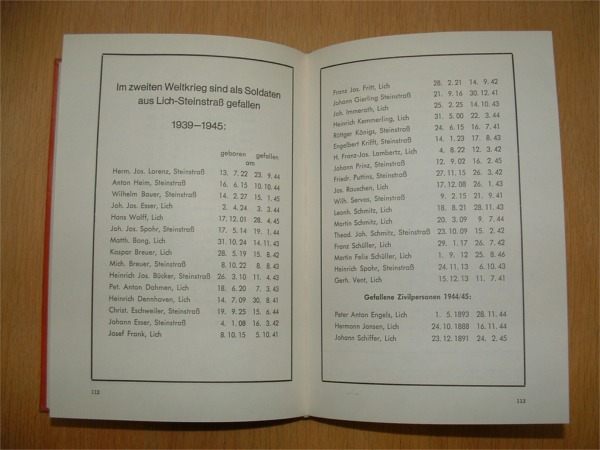 Im zweiten Weltkrieg sind als Soldaten
aus Lich-Steinstraß gefallen
1939—1945:
geboren gefallen
am
Herm. Jos. Lorenz, Steinstraß 13. 7.22 23. 9.44
Anton Heim, Steinstraß 16. 6.15 10.10.44
Wilhelm Bauer, Steinstraß 14. 2.27 15. 1.45
Joh. Jos. Esser, Lich 2. 4.24 3. 3.44
Hans Wolff, Lich 17.12.01 28. 4.45
Joh. Jos. Spohr, Steinstraß 17. 5.14 19. 1.44
Matth. Bong, Lich 31.10.24 14.11.43
Kaspar Breuer, Lich 28. 5.19 15. 8.42
Mich. Breuer, Steinstraß 8.10.22 8. 8.43
Heinrich Jos. Bücker, Steinstraß 26. 3.10 11. 4.43
Pet. Anton Dahmen, Lich 18. 6.20 7. 3.43
Heinrich Dennhaven, Lich 14. 7.09 30. 8.41
Christ. Eschweiler, Steinstraß 19. 9.25 15. 6.44
Johann Esser, Steinstraß 4. 1.08 16. 3.42
Josef Frank, Lich 8.10.15 5.10.41
112
Franz Jos. Fritt, Lich 28. 2.21 14. 9.42
Johann Gierling Steinstraß 21. 9.16 30.12.41
Joh. Immerath, Lich 25. 2.25 14.10.43
Heinrich Kemmerling, Lich 31. 5.00 22. 3.44
Röttger Königs, Steinstraß 24. 6.15 16. 7.41
Engelbert Krifft, Steinstraß 14. 1.23 17. 8.43
H. Franz-Jos. Lambertz, Lich 4. 8.22 3.12.42
Johann Prinz, Steinstraß 12. 9.02 16. 2.45
Friedr. Puttins, Steinstraß 27.11.15 26. 3.42
Jos. Rauschen, Lich 17.12.08 26. 1.43
Wilh. Servos, Steinstraß 9. 2.15 21. 9.41
Leonh. Schmitz, Lich 18. 8.21 28.11.43
Martin Schmitz, Lich 20. 3.09 9. 7.44
Theod. Joh. Schmitz, Steinstraß 23.10.09 15. 2.42
Franz Schüller, Lich 29. 1.17 26. 7.42
Martin Felix Schüller, Lich 1. 9.12 25. 8.46
Heinrich Spohr, Steinstraß 24.11.13 6.10.43
Gerh. Vent, Lich 15.12.13 11. 7.41
Gefallene Zivilpersonen 1944/45:
Peter Anton Engels, Lich 1. 5.1893 28.11.44
Hermann Jansen, Lich 24.10.1888 16.11.44
Johann Schiffer, Lich 23.12.1891 24. 2.45
113